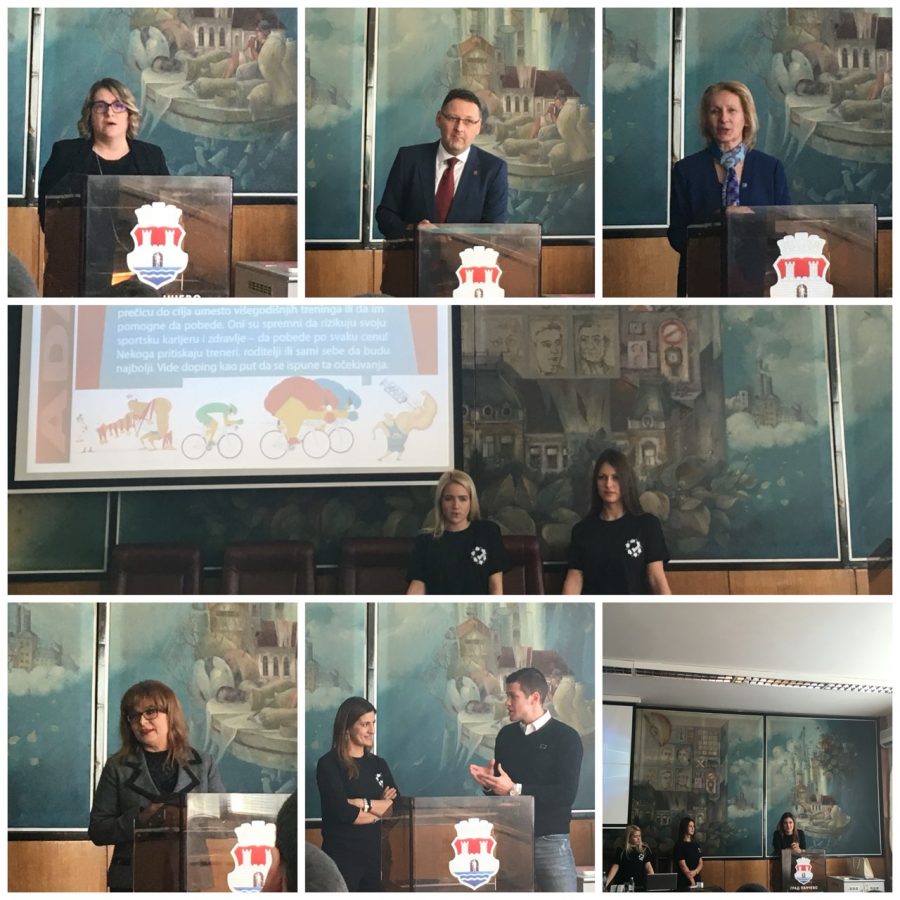 prečicu do cilja umesto višegodišnjih treninga ili da im
pomogne da pobede. Oni su spremni da rizikuju svoju
sportsku karijeru i zdravlje – da pobede po svaku cenu!
Nekoga pritiskaju treneri, roditelji ili sami sebe da budu
najbolji. Vide doping kao put da se ispune ta očekivanja.
ГРАД ПАНЧЕВО